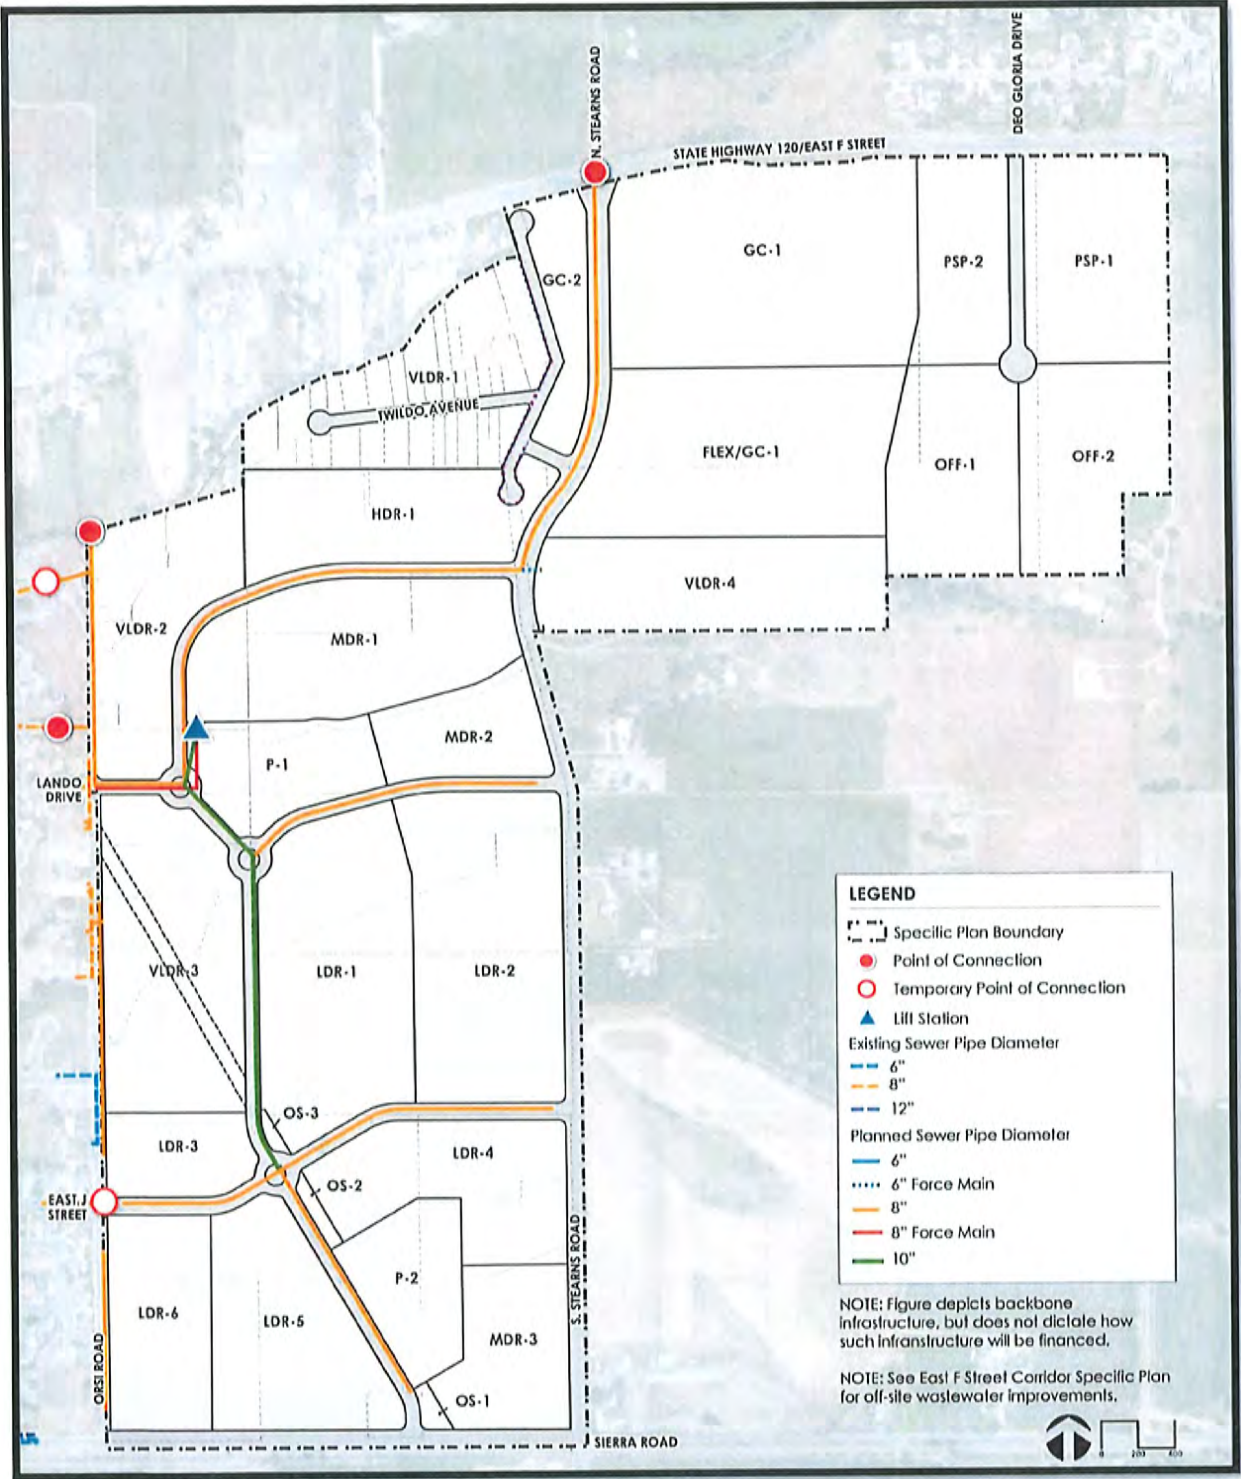 N. STEARNS ROAD
DEO GLORIA DRIVE
STATE HIGHWAY 120/EAST F STREET
GC-1
PSP-2
PSP-1
GC-2
VLDR-1
TWILDO AVENUE
FLEX/GC-1
OFF-1
OFF-2
HDR-1
VLDR-4
VLDR-2
MDR-1
MDR-2
P-1
LANDO
DRIVE
VLDR-3
LDR-1
LDR-2
OS-3
LDR-3
LDR-4
OS-2
EAST J
STREET
P-2
S. STEARNS ROAD
LDR-6
LDR-5
MDR-3
ORSI ROAD
OS-1
SIERRA ROAD
LEGEND
Specific Plan Boundary
Point of Connection
Temporary Point of Connection
Lift Station
Existing Sewer Pipe Diameter
6"
8"
12"
Planned Sewer Pipe Diameter
6"
6" Force Main
8"
8" Force Main
10"
NOTE: Figure depicts backbone
infrastructure, but does not dictate how
such infranstructure will be financed.
NOTE: See East F Street Corridor Specific Plan
for off-site wastewater improvements.
0 200 400